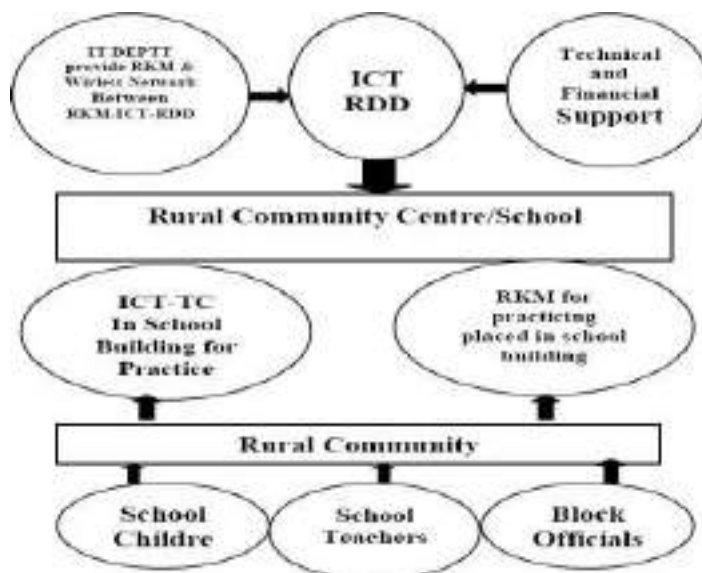 IT DEPTT
provide RKM &
Wireless Network
Between
RKM-ICT-RDD
ICT
RDD
Technical
and
Financial
Support
Rural Community Centre/School
ICT-TC
In School
Building for
Practice
RKM for
practicing
placed in school
building
Rural Community
School
Childre
School
Teachers
Block
Officials